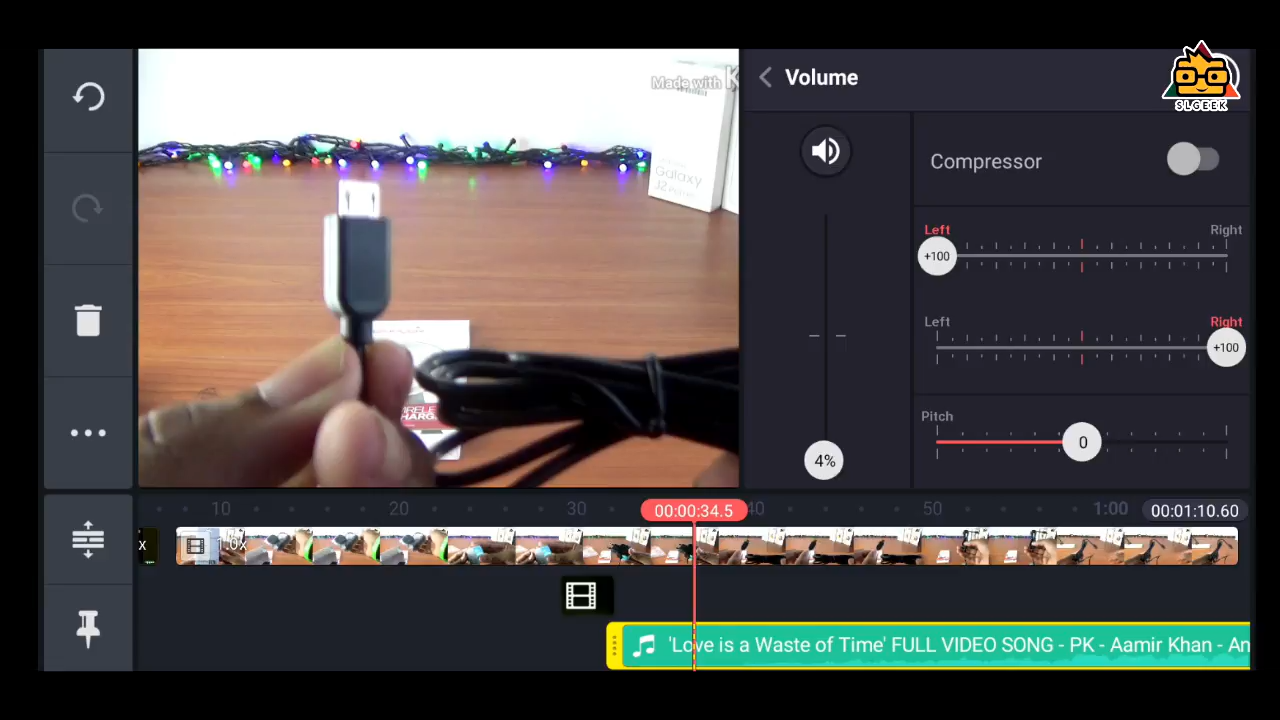 Made with K
Volume
SLGEEK
Galaxy
J2
Compressor
Left
Right
+100
Left
Right
+100
Pitch
0
4%
10
20
30
00:00:34.5
40
50
1:00
00:01:10.60
x
1.0x
'Love is a Waste of Time' FULL VIDEO SONG - PK - Aamir Khan - An